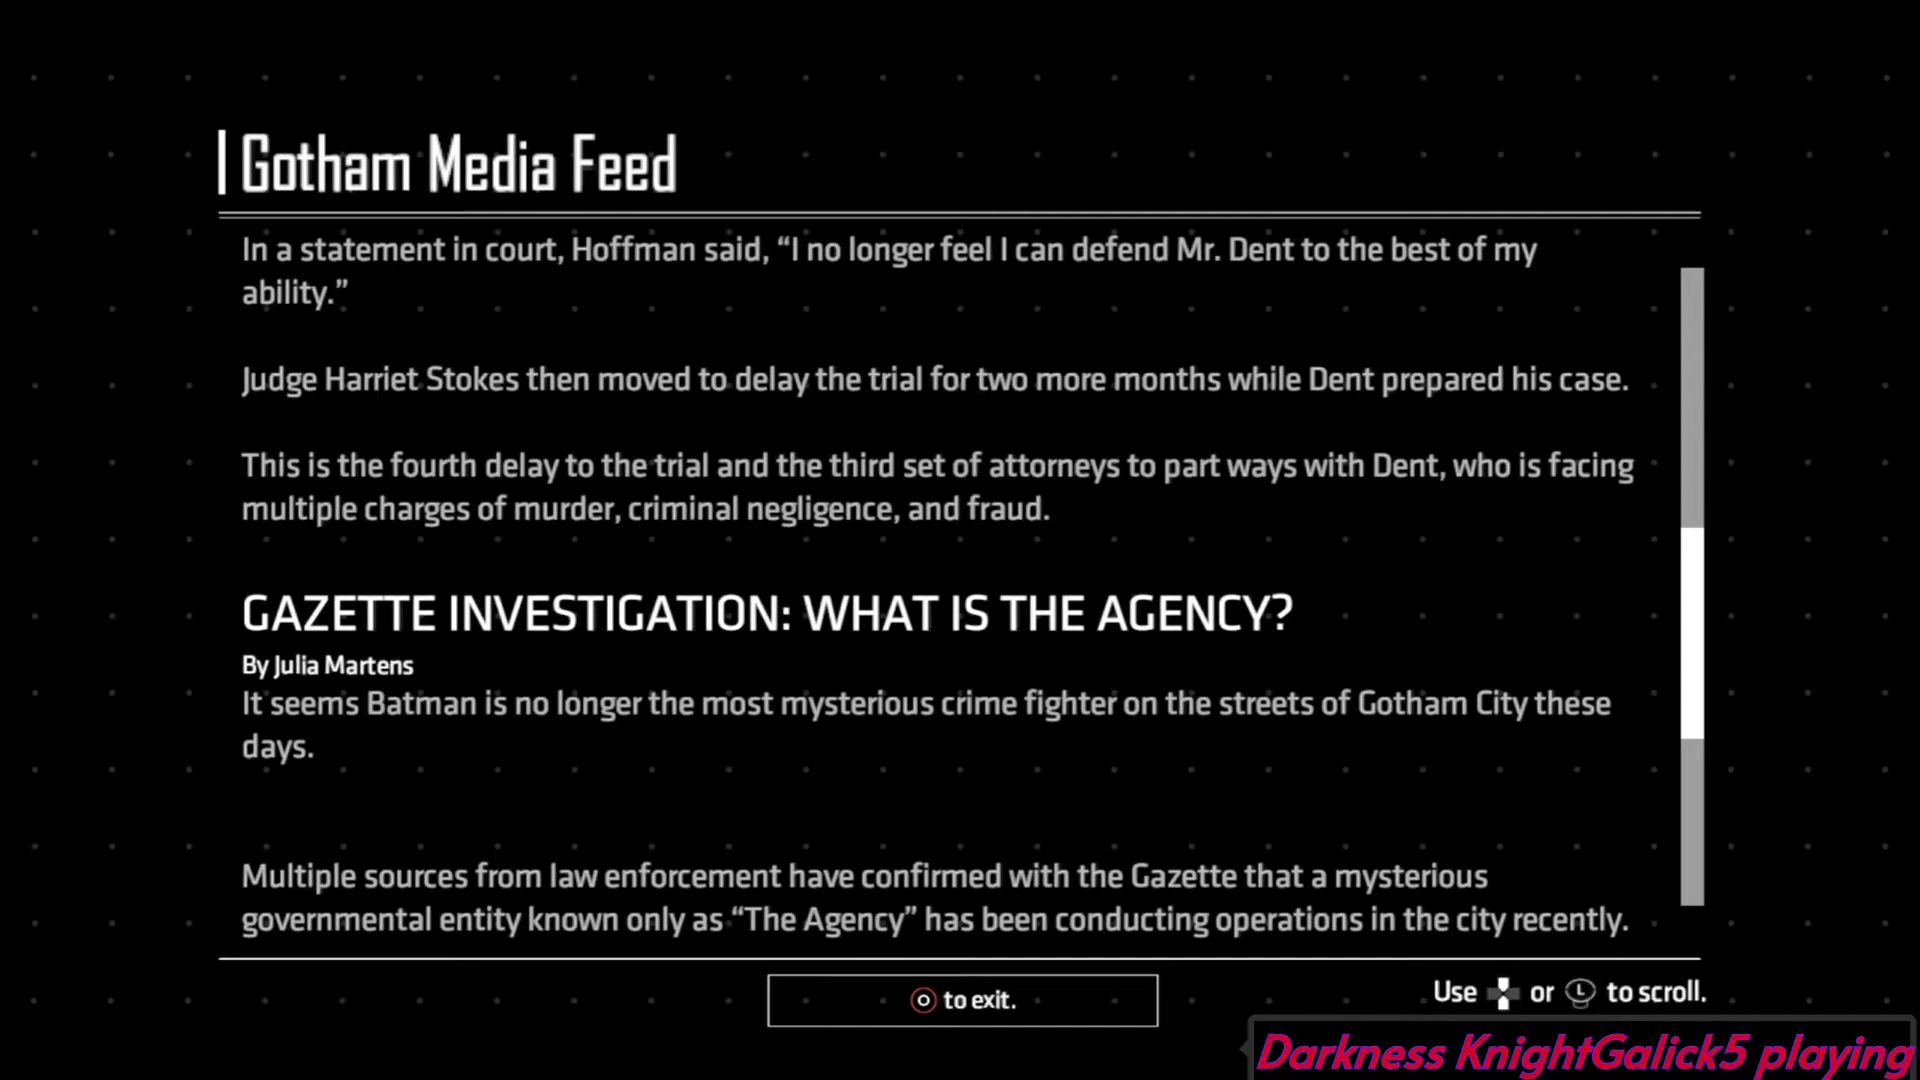 Gotham Media Feed
In a statement in court, Hoffman said, “I no longer feel I can defend Mr. Dent to the best of my
ability.”
Judge Harriet Stokes then moved to delay the trial for two more months while Dent prepared his case.
This is the fourth delay to the trial and the third set of attorneys to part ways with Dent, who is facing
multiple charges of murder, criminal negligence, and fraud.
GAZETTE INVESTIGATION: WHAT IS THE AGENCY?
By Julia Martens
It seems Batman is no longer the most mysterious crime fighter on the streets of Gotham City these
days.
Multiple sources from law enforcement have confirmed with the Gazette that a mysterious
governmental entity known only as “The Agency” has been conducting operations in the city recently.
to exit.
Use or L to scroll.
Darkness KnightGalick5 playing